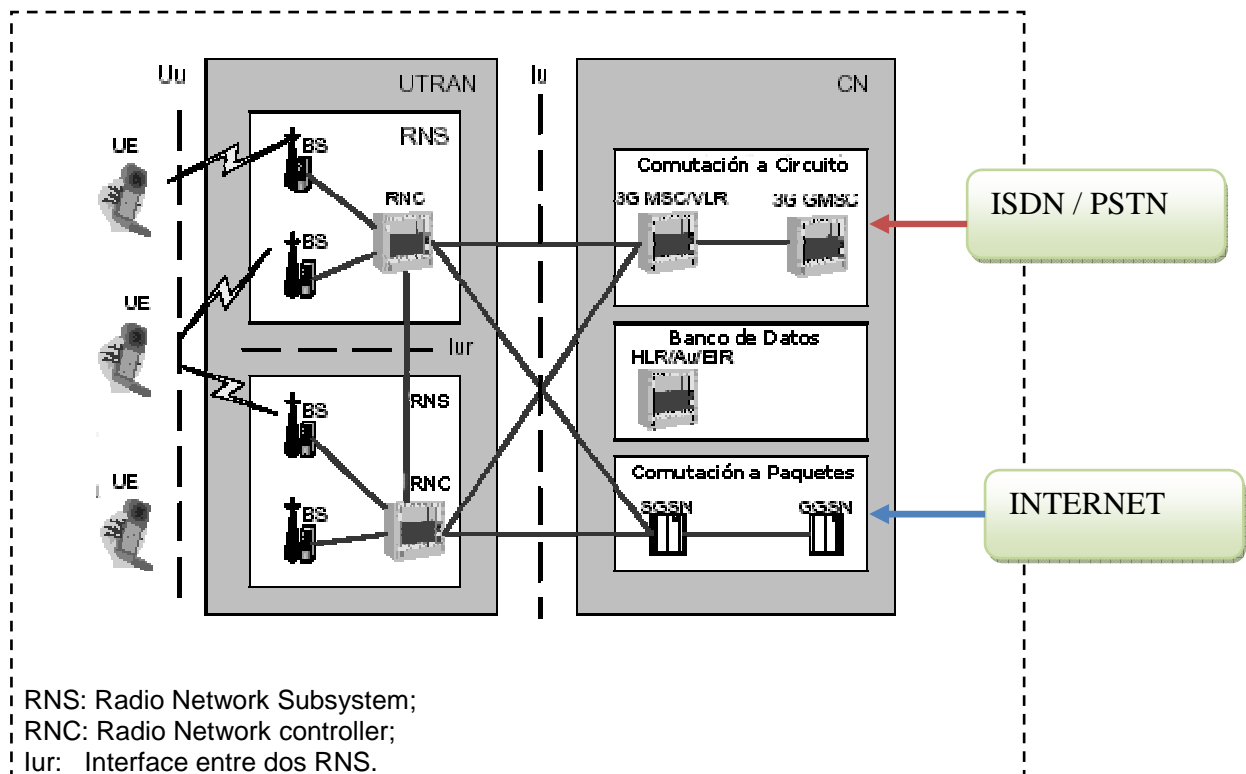 Uu
UTRAN
Iu
CN
RNS
UE
BS
RNC
BS
UE
Iur
RNS
BS
RNC
UE
BS
Comutación a Circuito
3G MSC/VLR
3G GMSC
Banco de Datos
HLR/Au/EIR
Comutación a Paquetes
SGSN
GGSN
ISDN / PSTN
INTERNET
RNS: Radio Network Subsystem;
RNC: Radio Network controller;
Iur: Interface entre dos RNS.